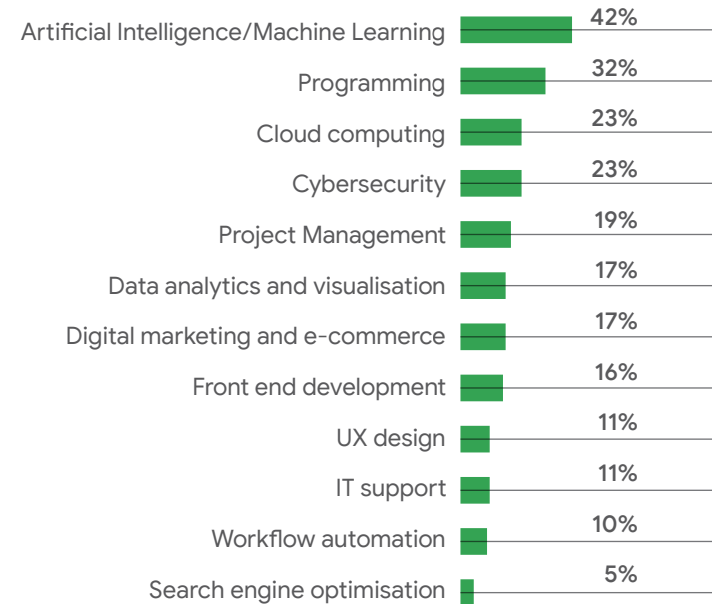 Artificial Intelligence/Machine Learning 42%
Programming 32%
Cloud computing 23%
Cybersecurity 23%
Project Management 19%
Data analytics and visualisation 17%
Digital marketing and e-commerce 17%
Front end development 16%
UX design 11%
IT support 11%
Workflow automation 10%
Search engine optimisation 5%